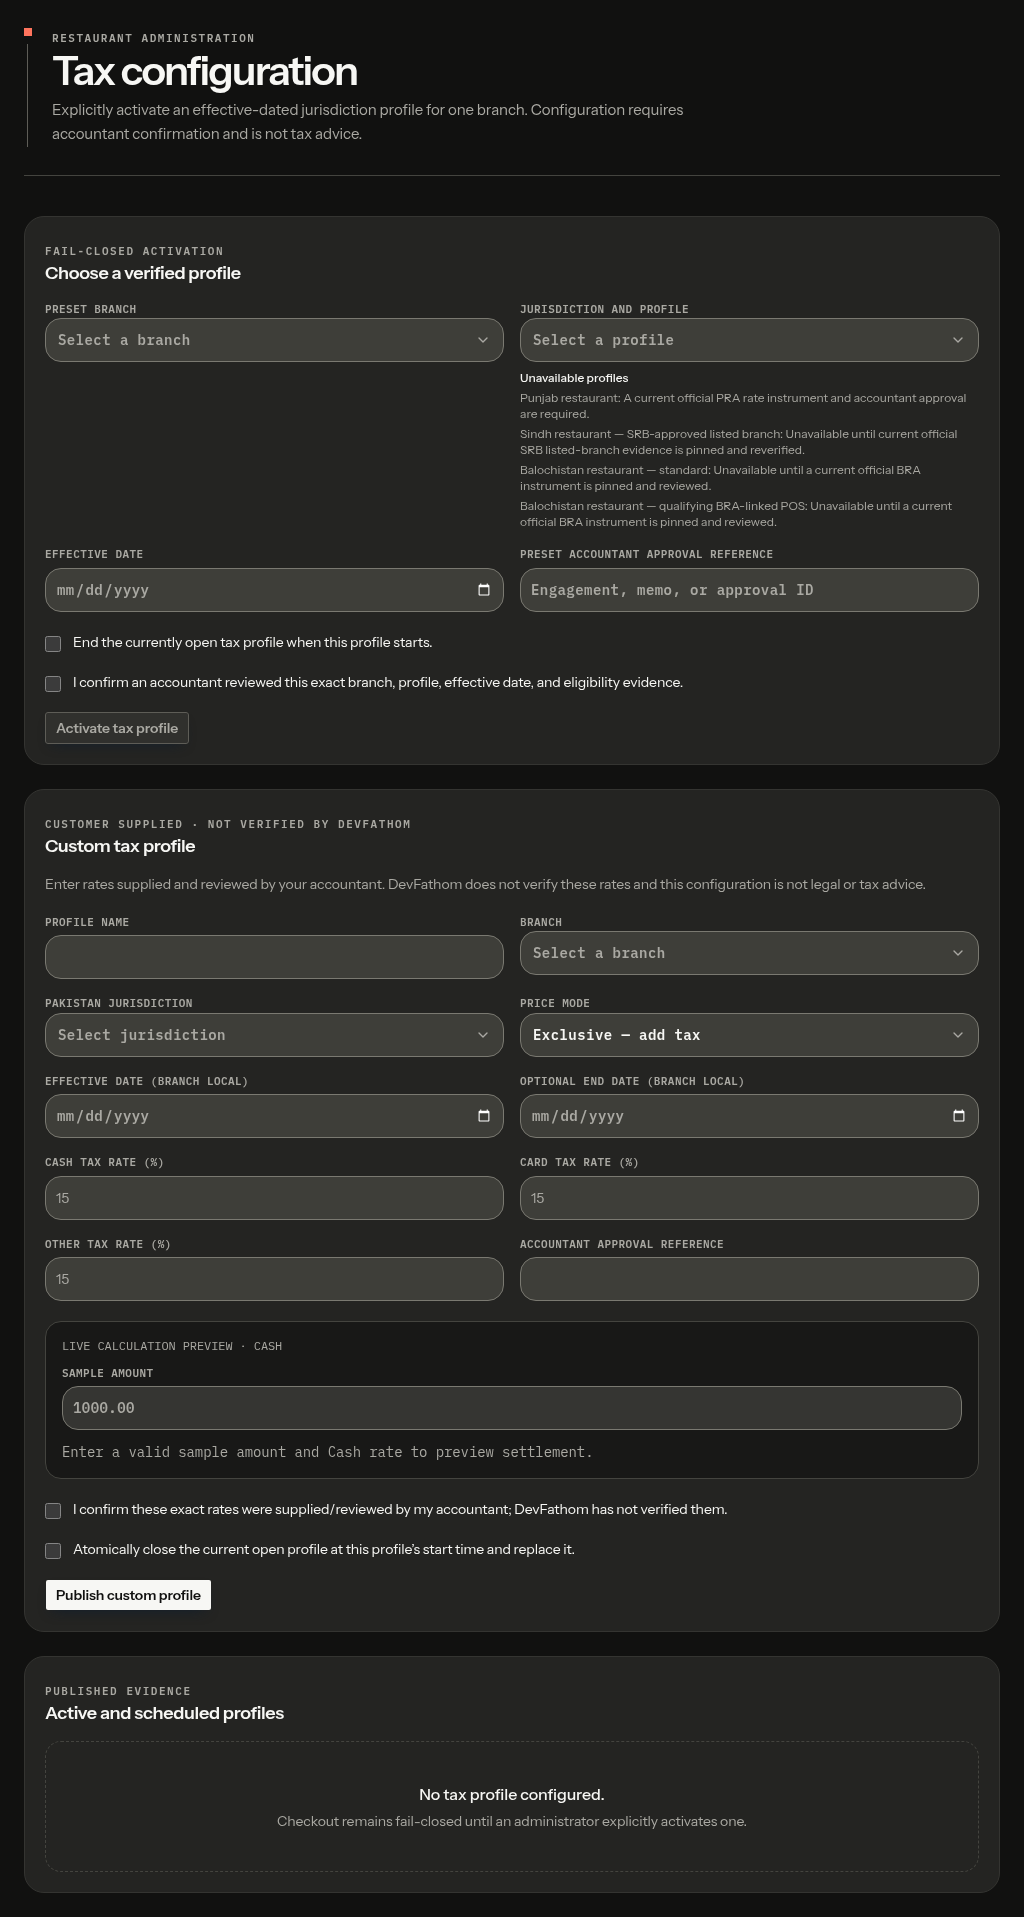 RESTAURANT ADMINISTRATION
Tax configuration
Explicitly activate an effective-dated jurisdiction profile for one branch. Configuration requires
accountant confirmation and is not tax advice.
FAIL-CLOSED ACTIVATION
Choose a verified profile
PRESET BRANCH
Select a branch
JURISDICTION AND PROFILE
Select a profile
Unavailable profiles
Punjab restaurant: A current official PRA rate instrument and accountant approval
are required.
Sindh restaurant — SRB-approved listed branch: Unavailable until current official
SRB listed-branch evidence is pinned and reverified.
Balochistan restaurant — standard: Unavailable until a current official BRA
instrument is pinned and reviewed.
Balochistan restaurant — qualifying BRA-linked POS: Unavailable until a current
official BRA instrument is pinned and reviewed.
EFFECTIVE DATE
mm/dd/yyyy
PRESET ACCOUNTANT APPROVAL REFERENCE
Engagement, memo, or approval ID
End the currently open tax profile when this profile starts.
I confirm an accountant reviewed this exact branch, profile, effective date, and eligibility evidence.
Activate tax profile
CUSTOMER SUPPLIED · NOT VERIFIED BY DEVFATHOM
Custom tax profile
Enter rates supplied and reviewed by your accountant. DevFathom does not verify these rates and this configuration is not legal or tax advice.
PROFILE NAME
BRANCH
Select a branch
PAKISTAN JURISDICTION
Select jurisdiction
PRICE MODE
Exclusive — add tax
EFFECTIVE DATE (BRANCH LOCAL)
mm/dd/yyyy
OPTIONAL END DATE (BRANCH LOCAL)
mm/dd/yyyy
CASH TAX RATE (%)
15
CARD TAX RATE (%)
15
OTHER TAX RATE (%)
15
ACCOUNTANT APPROVAL REFERENCE
LIVE CALCULATION PREVIEW · CASH
SAMPLE AMOUNT
1000.00
Enter a valid sample amount and Cash rate to preview settlement.
I confirm these exact rates were supplied/reviewed by my accountant; DevFathom has not verified them.
Atomically close the current open profile at this profile’s start time and replace it.
Publish custom profile
PUBLISHED EVIDENCE
Active and scheduled profiles
No tax profile configured.
Checkout remains fail-closed until an administrator explicitly activates one.